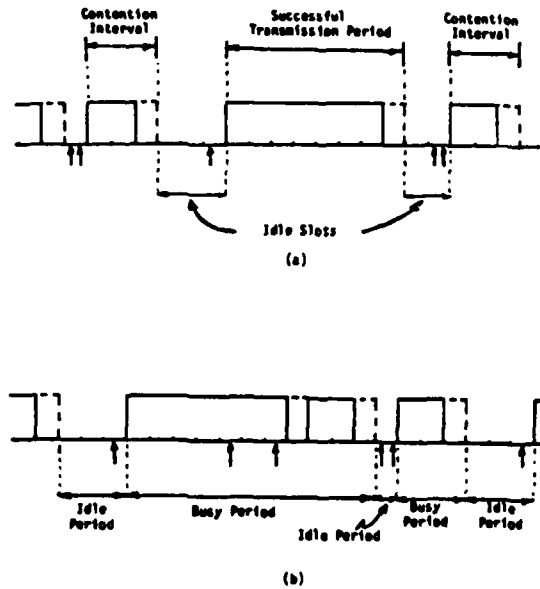 Contention
Interval
Successful
Transmission Period
Contention
Interval
Idle Slots
(a)
Idle
Period
Busy Period
Idle Period
Busy
Period
Idle
Period
(b)